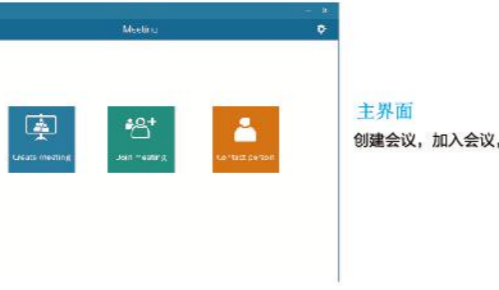 Meeting
Create meeting
Join meeting
Contact person
主界面
创建会议，加入会议，